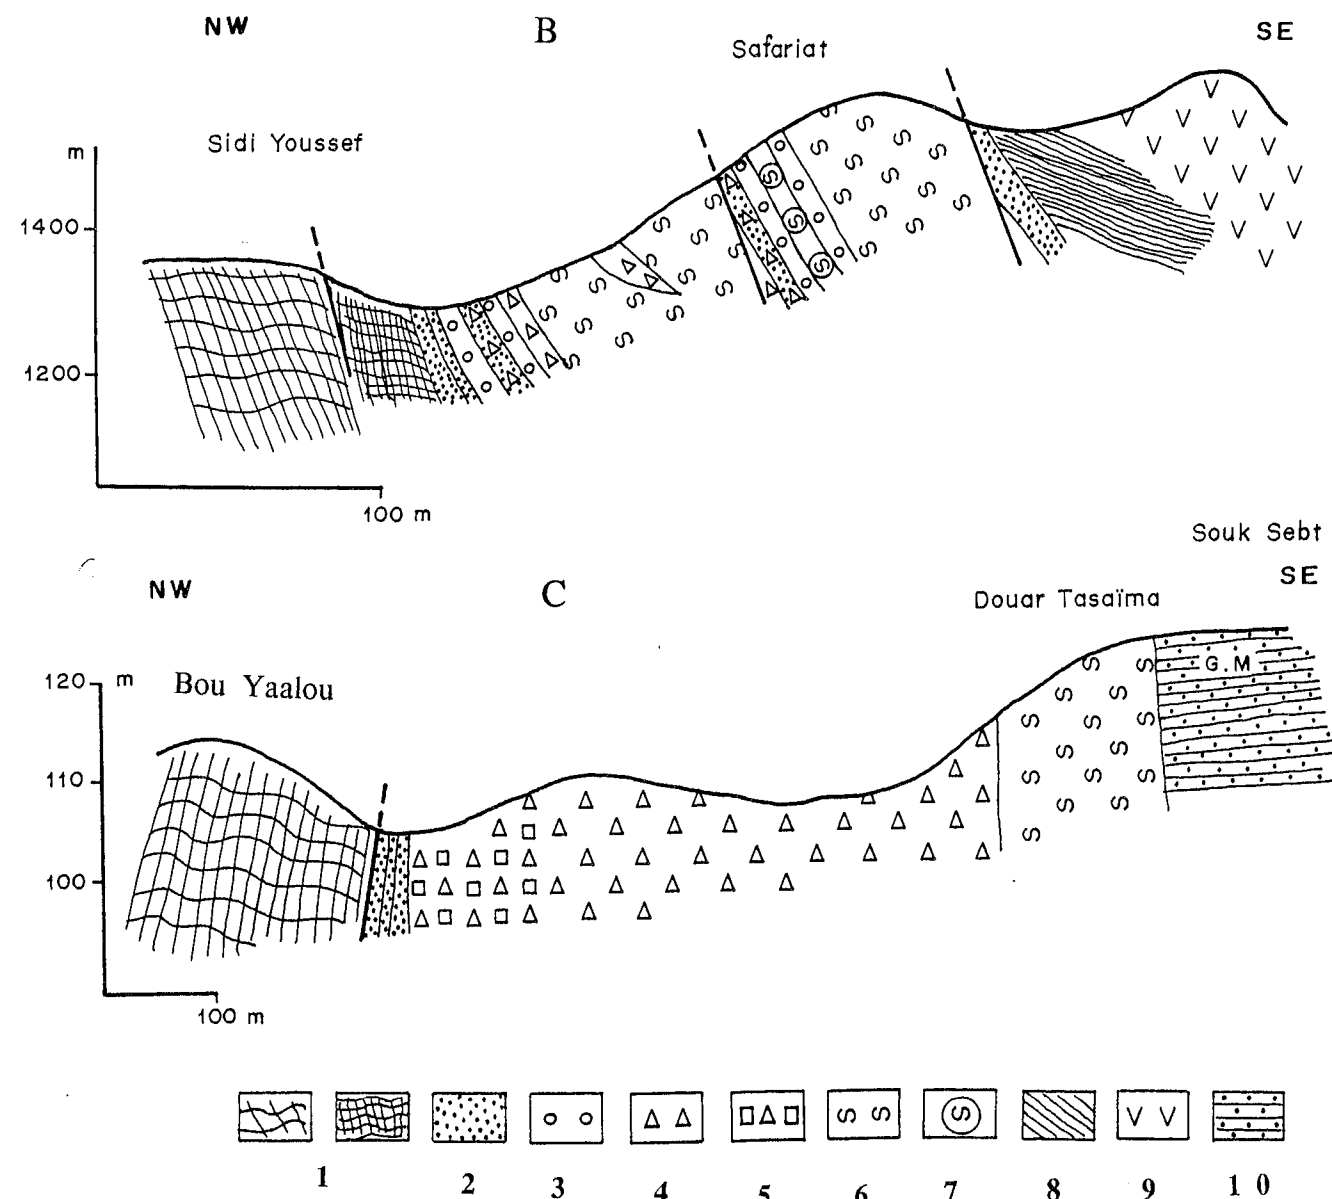 NW B SE
Safariat
Sidi Youssef
m
1400
1200
100 m
Souk Sebt
NW C SE
Douar Tasaïma
120 m Bou Yaalou
G.M
110
100
100 m
1 2 3 4 5 6 7 8 9 10